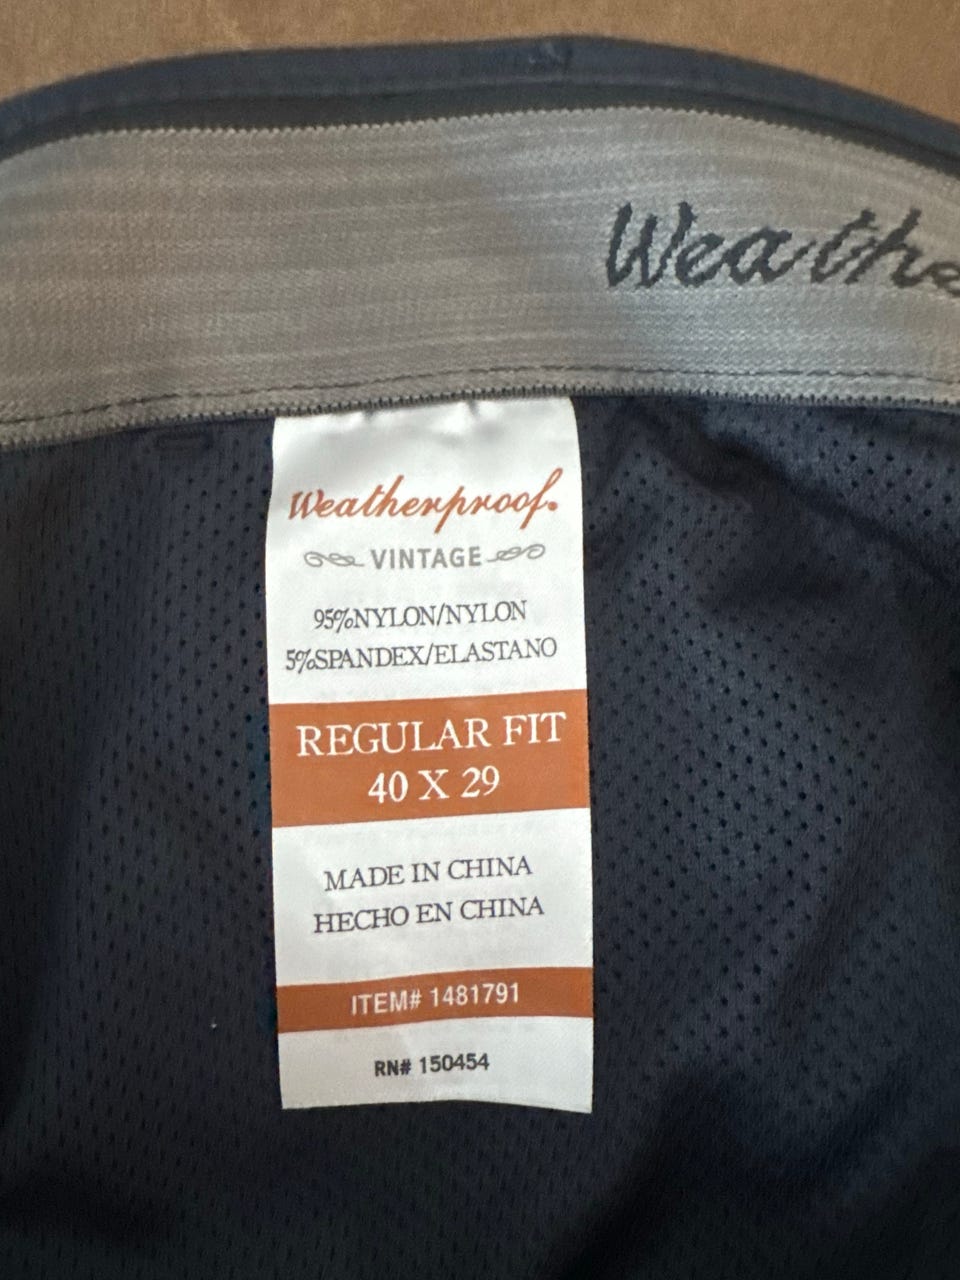 Weathe
Weatherproof.
VINTAGE
95%NYLON/NYLON
5%SPANDEX/ELASTANO
REGULAR FIT
40 X 29
MADE IN CHINA
HECHO EN CHINA
ITEM# 1481791
RN# 150454